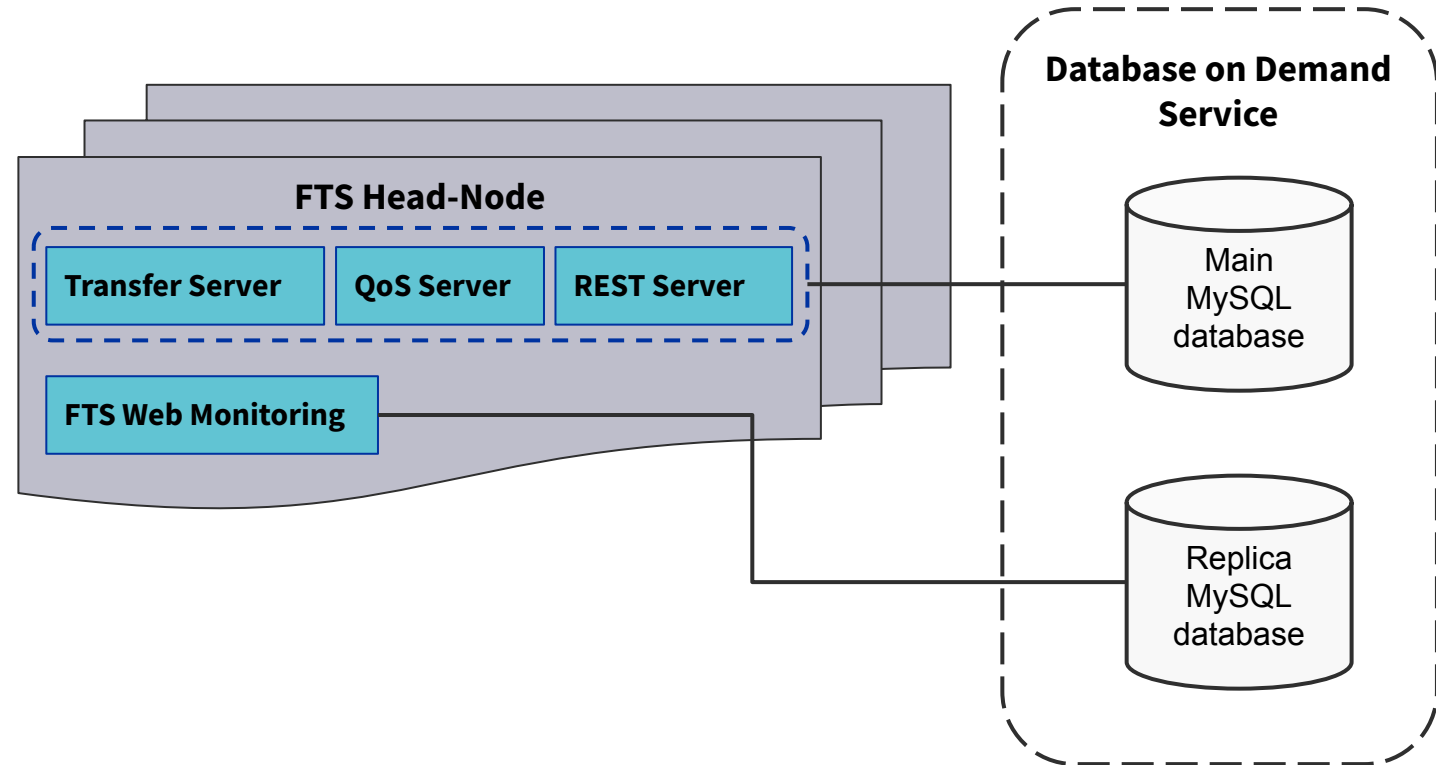 Database on Demand
Service
FTS Head-Node
Transfer Server
QoS Server
REST Server
Main
MySQL
database
FTS Web Monitoring
Replica
MySQL
database